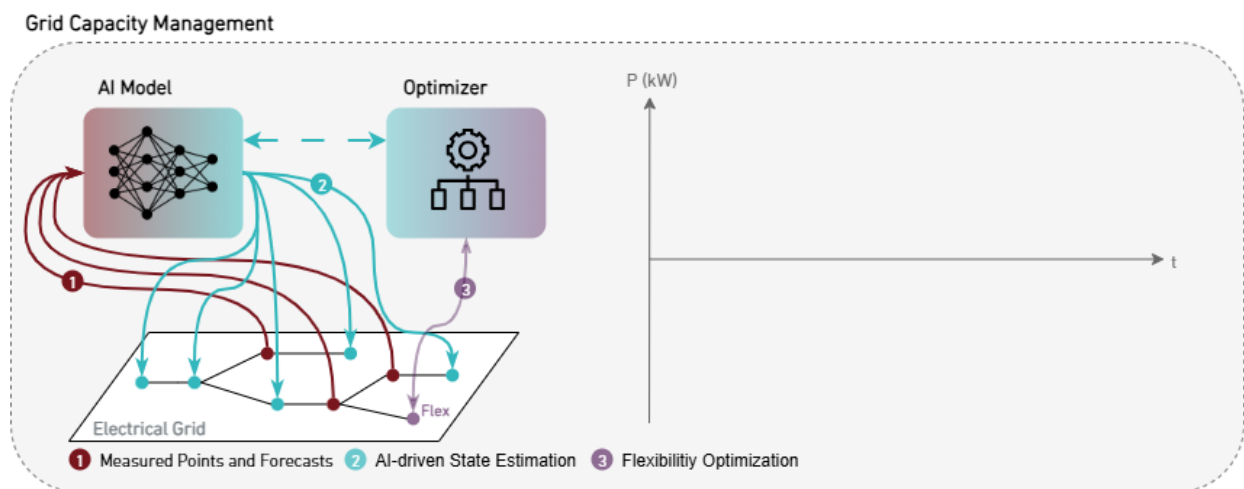 Grid Capacity Management
AI Model
Optimizer
P (kW)
t
2
1
3
Flex
Electrical Grid
1 Measured Points and Forecasts 2 AI-driven State Estimation 3 Flexibilitiy Optimization